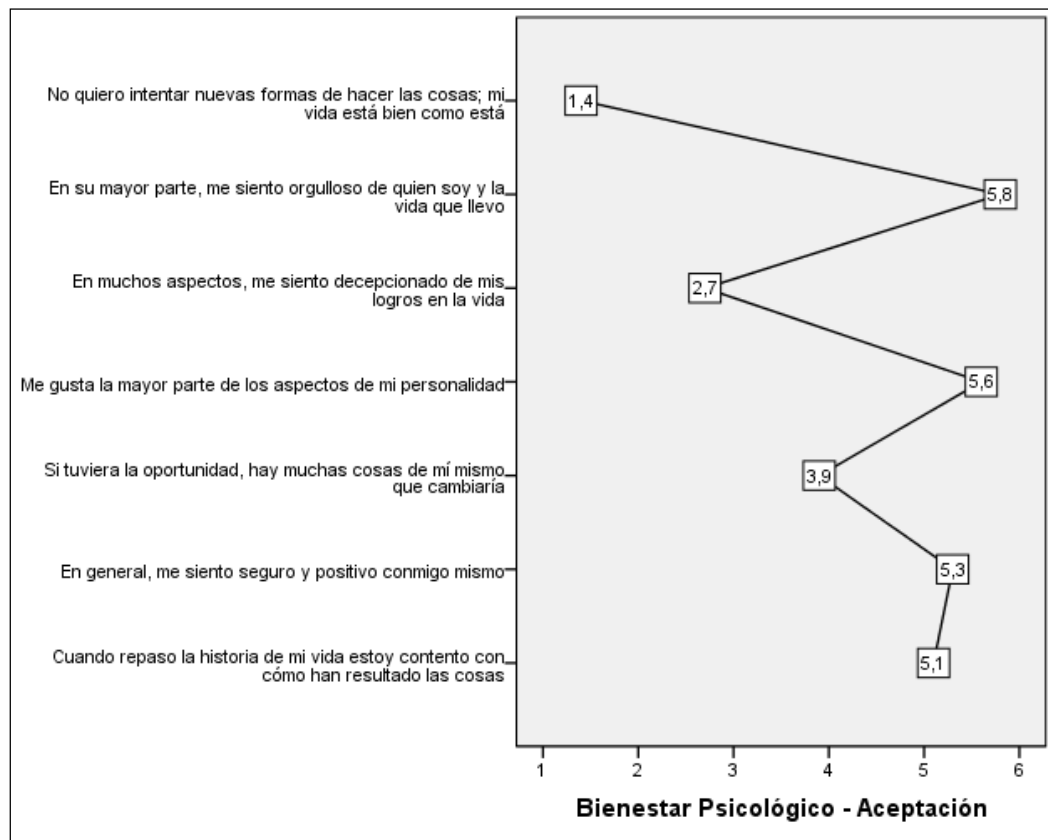 No quiero intentar nuevas formas de hacer las cosas; mi
vida está bien como está
1,4
En su mayor parte, me siento orgulloso de quien soy y la
vida que llevo
5,8
En muchos aspectos, me siento decepcionado de mis
logros en la vida
2,7
Me gusta la mayor parte de los aspectos de mi personalidad
5,6
Si tuviera la oportunidad, hay muchas cosas de mí mismo
que cambiaría
3,9
En general, me siento seguro y positivo conmigo mismo
5,3
Cuando repaso la historia de mi vida estoy contento con
cómo han resultado las cosas
5,1
1 2 3 4 5 6
Bienestar Psicológico - Aceptación